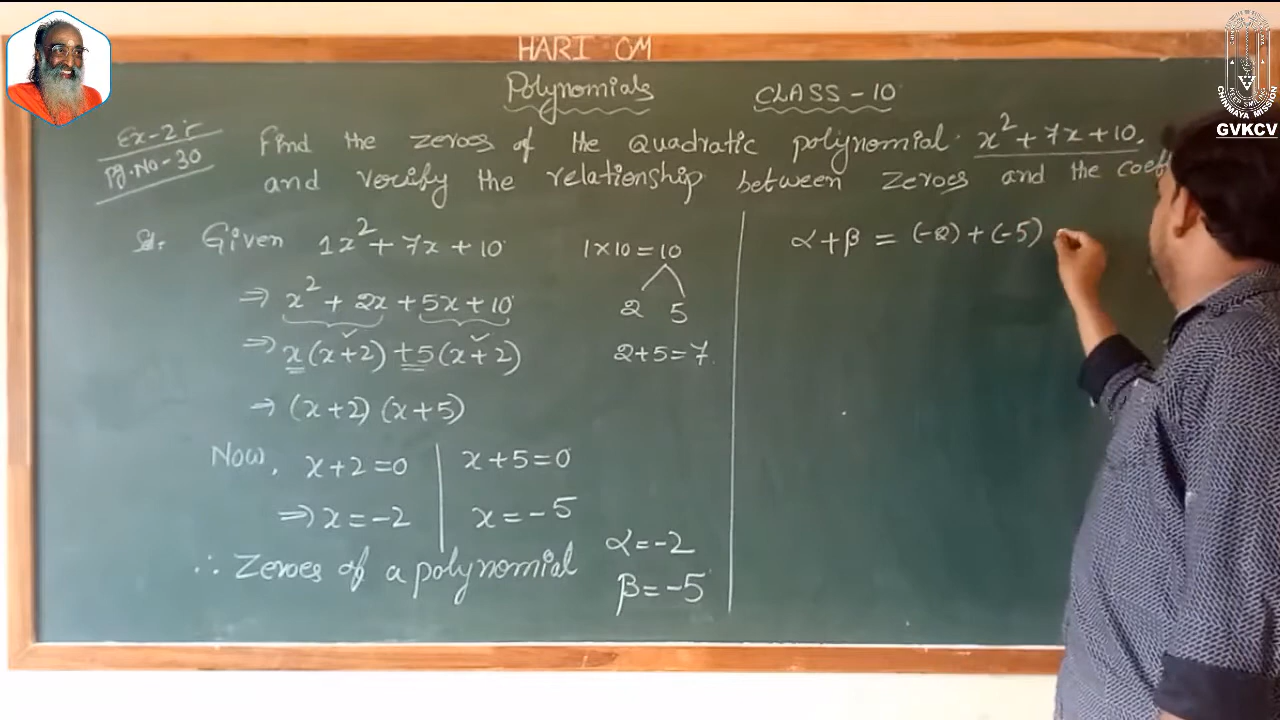 HARI OM
Polynomials
CLASS - 10
Ex-2:
Pg.No-30
Find the zeroes of the Quadratic polynomial x² + 7x + 10.
and verify the relationship between zeroes and the coeff
Sol. Given 1x² + 7x + 10
⇒ x² + 2x + 5x + 10
⇒ x(x+2) +5(x+2)
→ (x+2) (x+5)
Now, x+2=0
⇒ x = -2
x+5=0
x = -5
∴ Zeroes of a polynomial
α = -2
β = -5
1×10 = 10
2 5
2+5=7.
α+β = (-2) + (-5)
CHINMAYA MISSION
GVKCV